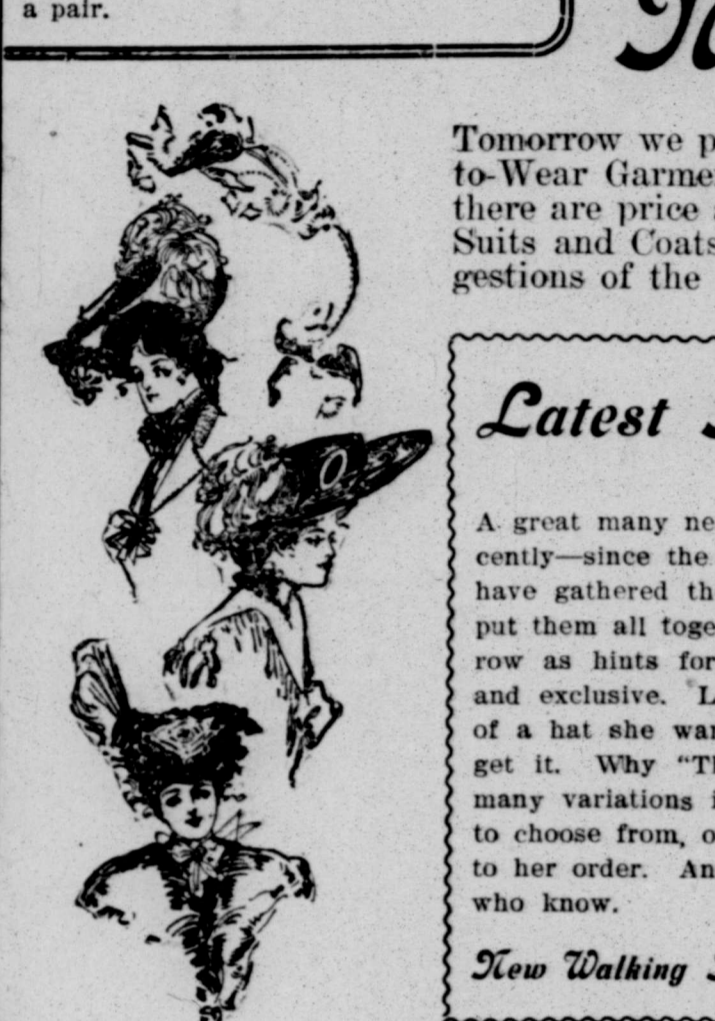 a pair.
Tomorrow we p
to-Wear Garme
there are price
Suits and Coats
gestions of the
Latest
A great many ne
cently—since the
have gathered th
put them all toge
row as hints for
and exclusive. L
of a hat she wan
get it. Why "Th
many variations i
to choose from, o
to her order. An
who know.
New Walking